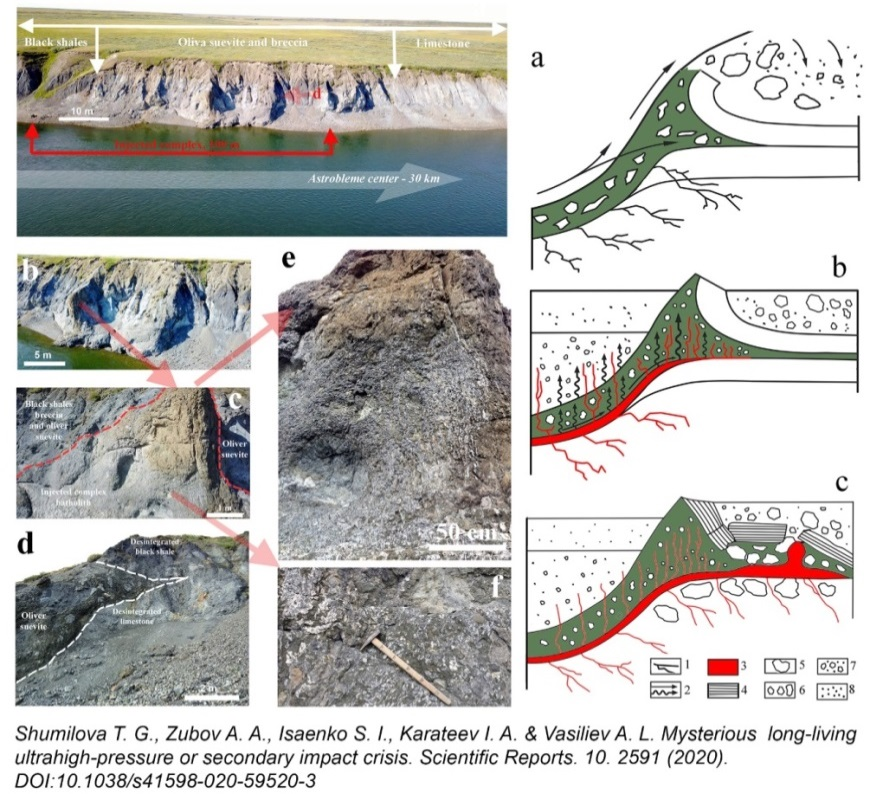 Black shales
Oliva suevite and breccia
Limestone
d
10 m
Injected complex,
Astrobleme center - 30 km
b
5 m
c
Black shales
breccia
and oliver
suevite
Oliver
suevite
Injected complex
batholith
1 m
d
Desintegrated
black shale
Oliver
suevite
Desintegrated
limestone
e
50 cm
f
a
b
c
1
3
5
7
2
4
6
8
Shumilova T. G., Zubov A. A., Isaenko S. I., Karateev I. A. & Vasiliev A. L. Mysterious long-living
ultrahigh-pressure or secondary impact crisis. Scientific Reports. 10. 2591 (2020).
DOI:10.1038/s41598-020-59520-3